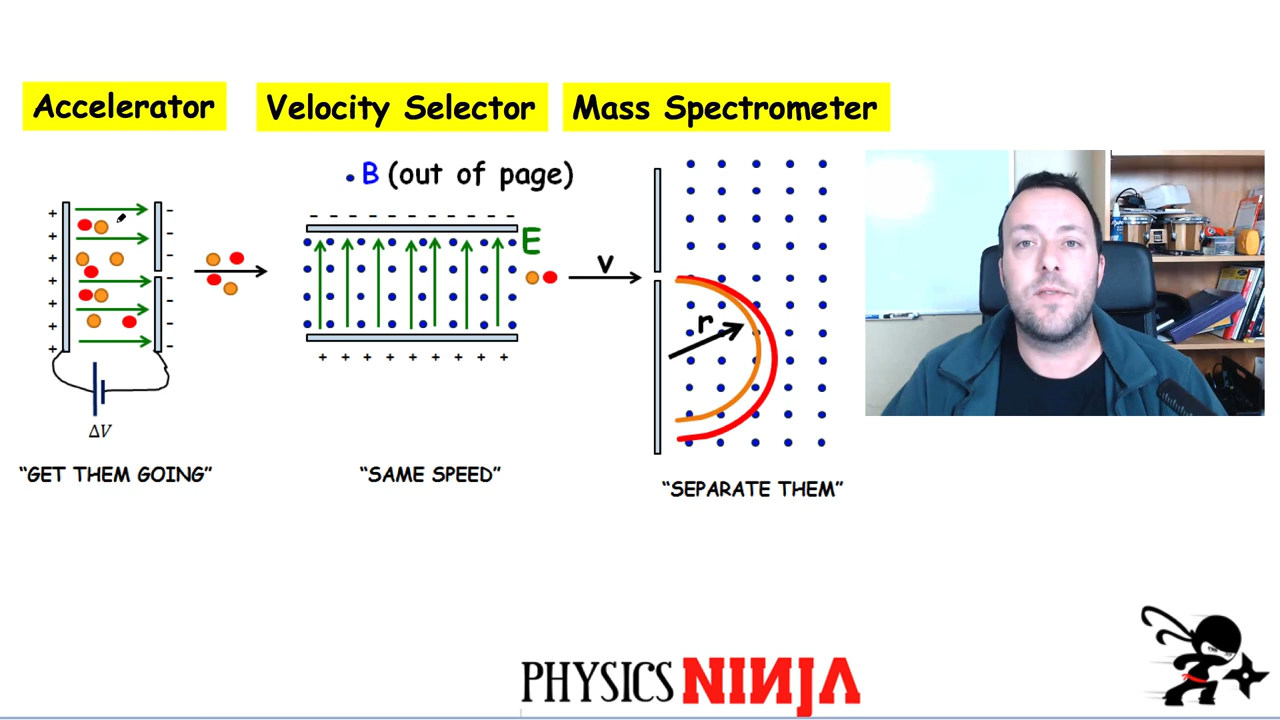 Accelerator
Velocity Selector
Mass Spectrometer
B (out of page)
+ -
+ -
+ -
+ -
+ -
+ -
+ -
- - - - - - - - - -
E
v
r
+ + + + + + + + +
ΔV
"GET THEM GOING"
"SAME SPEED"
"SEPARATE THEM"
PHYSICS NINJA